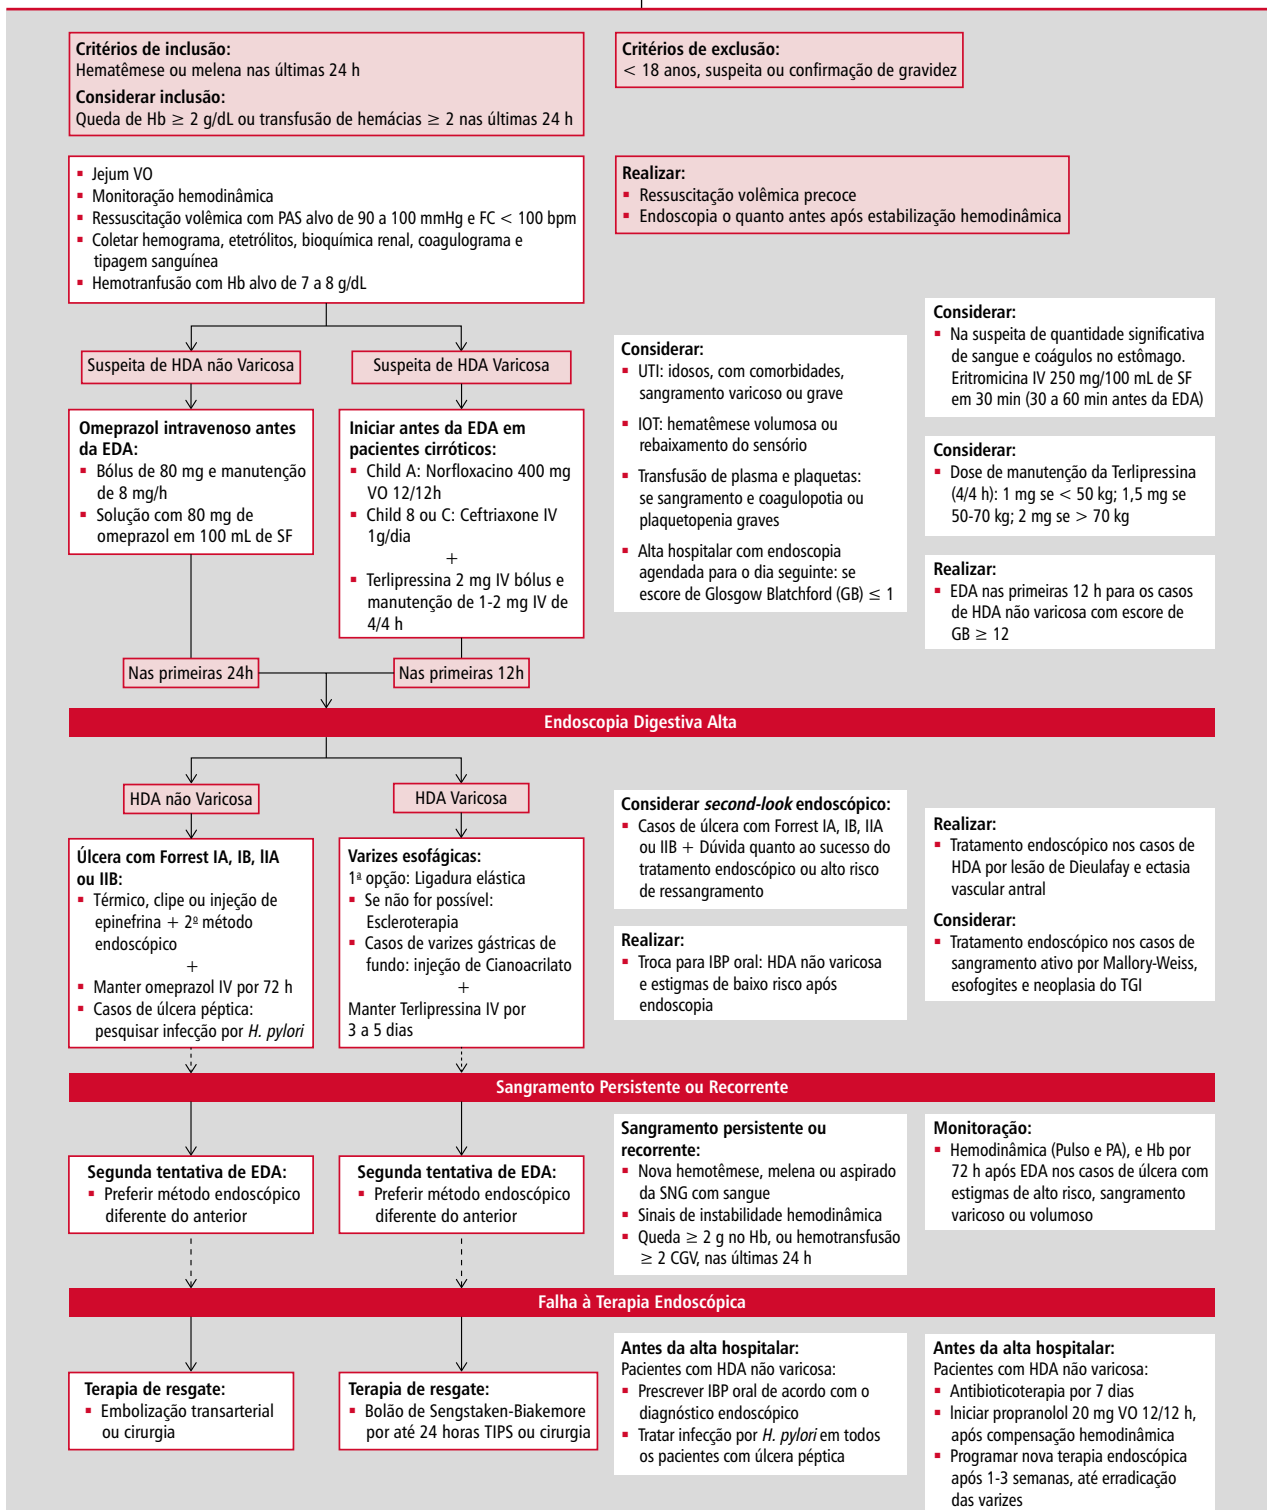 Critérios de inclusão:
Hematêmese ou melena nas últimas 24 h
Considerar inclusão:
Queda de Hb ≥ 2 g/dL ou transfusão de hemácias ≥ 2 nas últimas 24 h
Critérios de exclusão:
< 18 anos, suspeita ou confirmação de gravidez
▪ Jejum VO
▪ Monitoração hemodinâmica
▪ Ressuscitação volêmica com PAS alvo de 90 a 100 mmHg e FC < 100 bpm
▪ Coletar hemograma, etetrólitos, bioquímica renal, coagulograma e
tipagem sanguínea
▪ Hemotranfusão com Hb alvo de 7 a 8 g/dL
Realizar:
▪ Ressuscitação volêmica precoce
▪ Endoscopia o quanto antes após estabilização hemodinâmica
Suspeita de HDA não Varicosa
Suspeita de HDA Varicosa
Omeprazol intravenoso antes
da EDA:
▪ Bólus de 80 mg e manutenção
de 8 mg/h
▪ Solução com 80 mg de
omeprazol em 100 mL de SF
Iniciar antes da EDA em
pacientes cirróticos:
▪ Child A: Norfloxacino 400 mg
VO 12/12h
▪ Child 8 ou C: Ceftriaxone IV
1g/dia
+
▪ Terlipressina 2 mg IV bólus e
manutenção de 1-2 mg IV de
4/4 h
Considerar:
▪ UTI: idosos, com comorbidades,
sangramento varicoso ou grave
▪ IOT: hematêmese volumosa ou
rebaixamento do sensório
▪ Transfusão de plasma e plaquetas:
se sangramento e coagulopotia ou
plaquetopenia graves
▪ Alta hospitalar com endoscopia
agendada para o dia seguinte: se
escore de Glosgow Blatchford (GB) ≤ 1
Considerar:
▪ Na suspeita de quantidade significativa
de sangue e coágulos no estômago.
Eritromicina IV 250 mg/100 mL de SF
em 30 min (30 a 60 min antes da EDA)
Considerar:
▪ Dose de manutenção da Terlipressina
(4/4 h): 1 mg se < 50 kg; 1,5 mg se
50-70 kg; 2 mg se > 70 kg
Realizar:
▪ EDA nas primeiras 12 h para os casos
de HDA não varicosa com escore de
GB ≥ 12
Nas primeiras 24h
Nas primeiras 12h
Endoscopia Digestiva Alta
HDA não Varicosa
HDA Varicosa
Úlcera com Forrest IA, IB, lIA
ou IIB:
▪ Térmico, clipe ou injeção de
epinefrina + 2º método
endoscópico
+
▪ Manter omeprazol IV por 72 h
▪ Casos de úlcera péptica:
pesquisar infecção por H. pylori
Varizes esofágicas:
1ª opção: Ligadura elástica
▪ Se não for possível:
Escleroterapia
▪ Casos de varizes gástricas de
fundo: injeção de Cianoacrilato
+
Manter Terlipressina IV por
3 a 5 dias
Considerar second-look endoscópico:
▪ Casos de úlcera com Forrest IA, IB, IIA
ou IIB + Dúvida quanto ao sucesso do
tratamento endoscópico ou alto risco
de ressangramento
Realizar:
▪ Troca para IBP oral: HDA não varicosa
e estigmas de baixo risco após
endoscopia
Realizar:
▪ Tratamento endoscópico nos casos de
HDA por lesão de Dieulafay e ectasia
vascular antral
Considerar:
▪ Tratamento endoscópico nos casos de
sangramento ativo por Mallory-Weiss,
esofogites e neoplasia do TGI
Sangramento Persistente ou Recorrente
Segunda tentativa de EDA:
▪ Preferir método endoscópico
diferente do anterior
Segunda tentativa de EDA:
▪ Preferir método endoscópico
diferente do anterior
Sangramento persistente ou
recorrente:
▪ Nova hemotêmese, melena ou aspirado
da SNG com sangue
▪ Sinais de instabilidade hemodinâmica
▪ Queda ≥ 2 g no Hb, ou hemotransfusão
≥ 2 CGV, nas últimas 24 h
Monitoração:
▪ Hemodinâmica (Pulso e PA), e Hb por
72 h após EDA nos casos de úlcera com
estigmas de alto risco, sangramento
varicoso ou volumoso
Falha à Terapia Endoscópica
Terapia de resgate:
▪ Embolização transarterial
ou cirurgia
Terapia de resgate:
▪ Bolão de Sengstaken-Biakemore
por até 24 horas TIPS ou cirurgia
Antes da alta hospitalar:
Pacientes com HDA não varicosa:
▪ Prescrever IBP oral de acordo com o
diagnóstico endoscópico
▪ Tratar infecção por H. pylori em todos
os pacientes com úlcera péptica
Antes da alta hospitalar:
Pacientes com HDA não varicosa:
▪ Antibioticoterapia por 7 dias
▪ lniciar propranolol 20 mg VO 12/12 h,
após compensação hemodinâmica
▪ Programar nova terapia endoscópica
após 1-3 semanas, até erradicação
das varizes